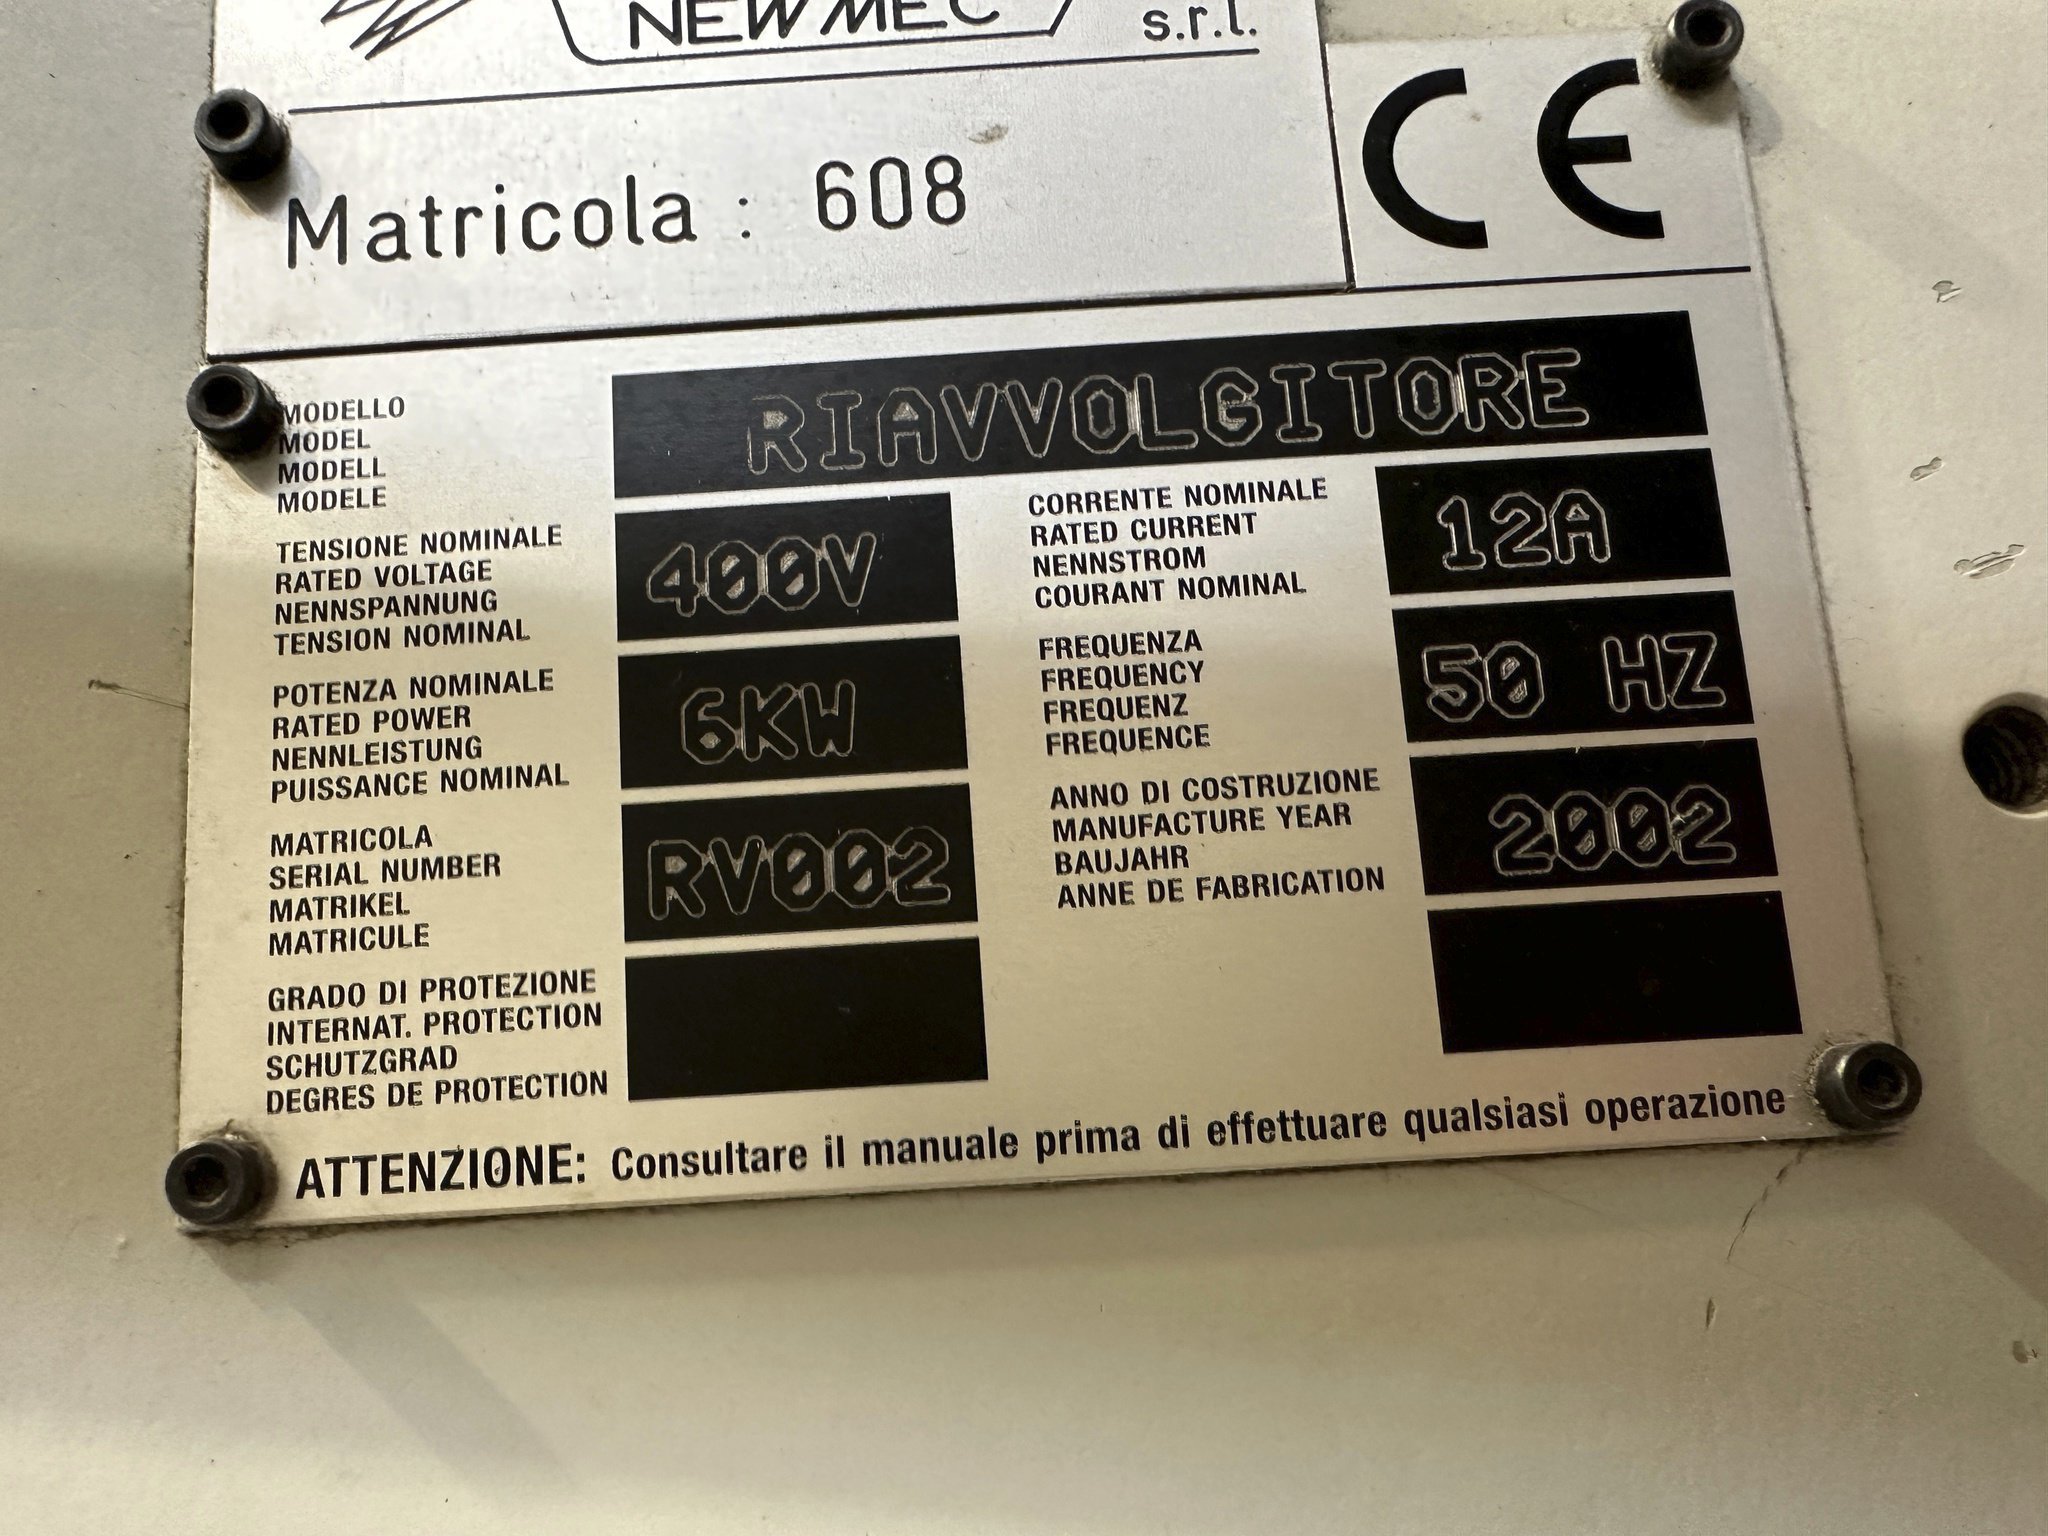 NEWMEC
s.r.l.
Matricola : 608
CE
MODELLO
MODEL
MODELL
MODELE
RIAVVOLGITORE
TENSIONE NOMINALE
RATED VOLTAGE
NENNSPANNUNG
TENSION NOMINAL
400V
CORRENTE NOMINALE
RATED CURRENT
NENNSTROM
COURANT NOMINAL
12A
POTENZA NOMINALE
RATED POWER
NENNLEISTUNG
PUISSANCE NOMINAL
6KW
FREQUENZA
FREQUENCY
FREQUENZ
FREQUENCE
50 HZ
MATRICOLA
SERIAL NUMBER
MATRIKEL
MATRICULE
RV002
ANNO DI COSTRUZIONE
MANUFACTURE YEAR
BAUJAHR
ANNE DE FABRICATION
2002
GRADO DI PROTEZIONE
INTERNAT. PROTECTION
SCHUTZGRAD
DEGRES DE PROTECTION
ATTENZIONE: Consultare il manuale prima di effettuare qualsiasi operazione